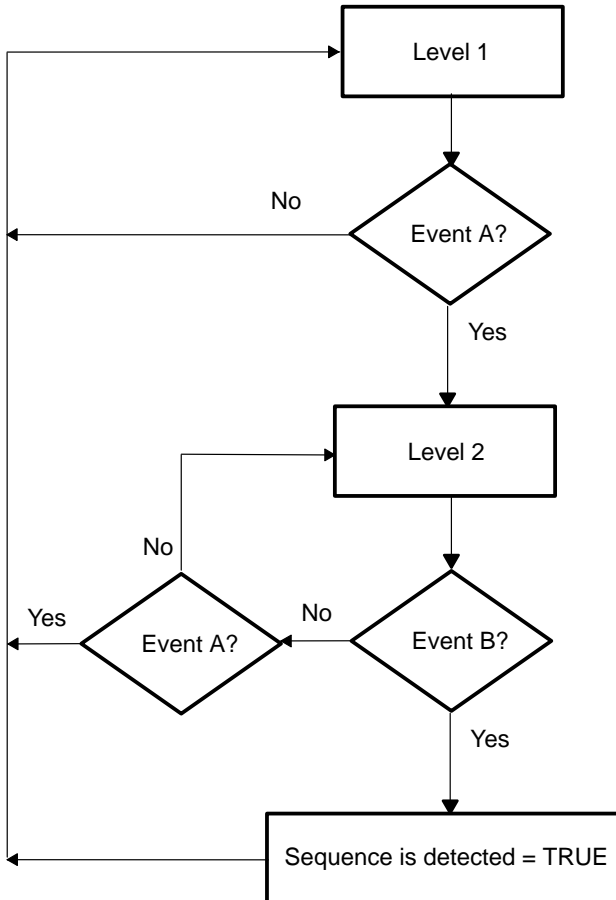 Level 1
No
Event A?
Yes
Level 2
No
Yes
Event A?
No
Event B?
Yes
Sequence is detected = TRUE